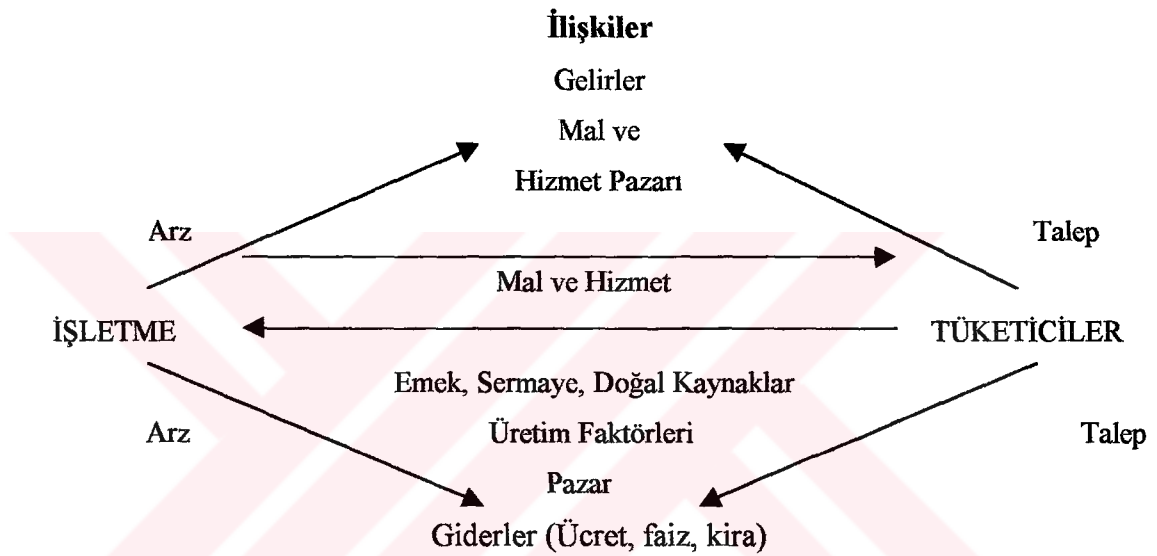 İlişkiler
Gelirler
Mal ve
Hizmet Pazarı
Arz
Talep
Mal ve Hizmet
İŞLETME
TÜKETİCİLER
Emek, Sermaye, Doğal Kaynaklar
Arz
Üretim Faktörleri
Talep
Pazar
Giderler (Ücret, faiz, kira)